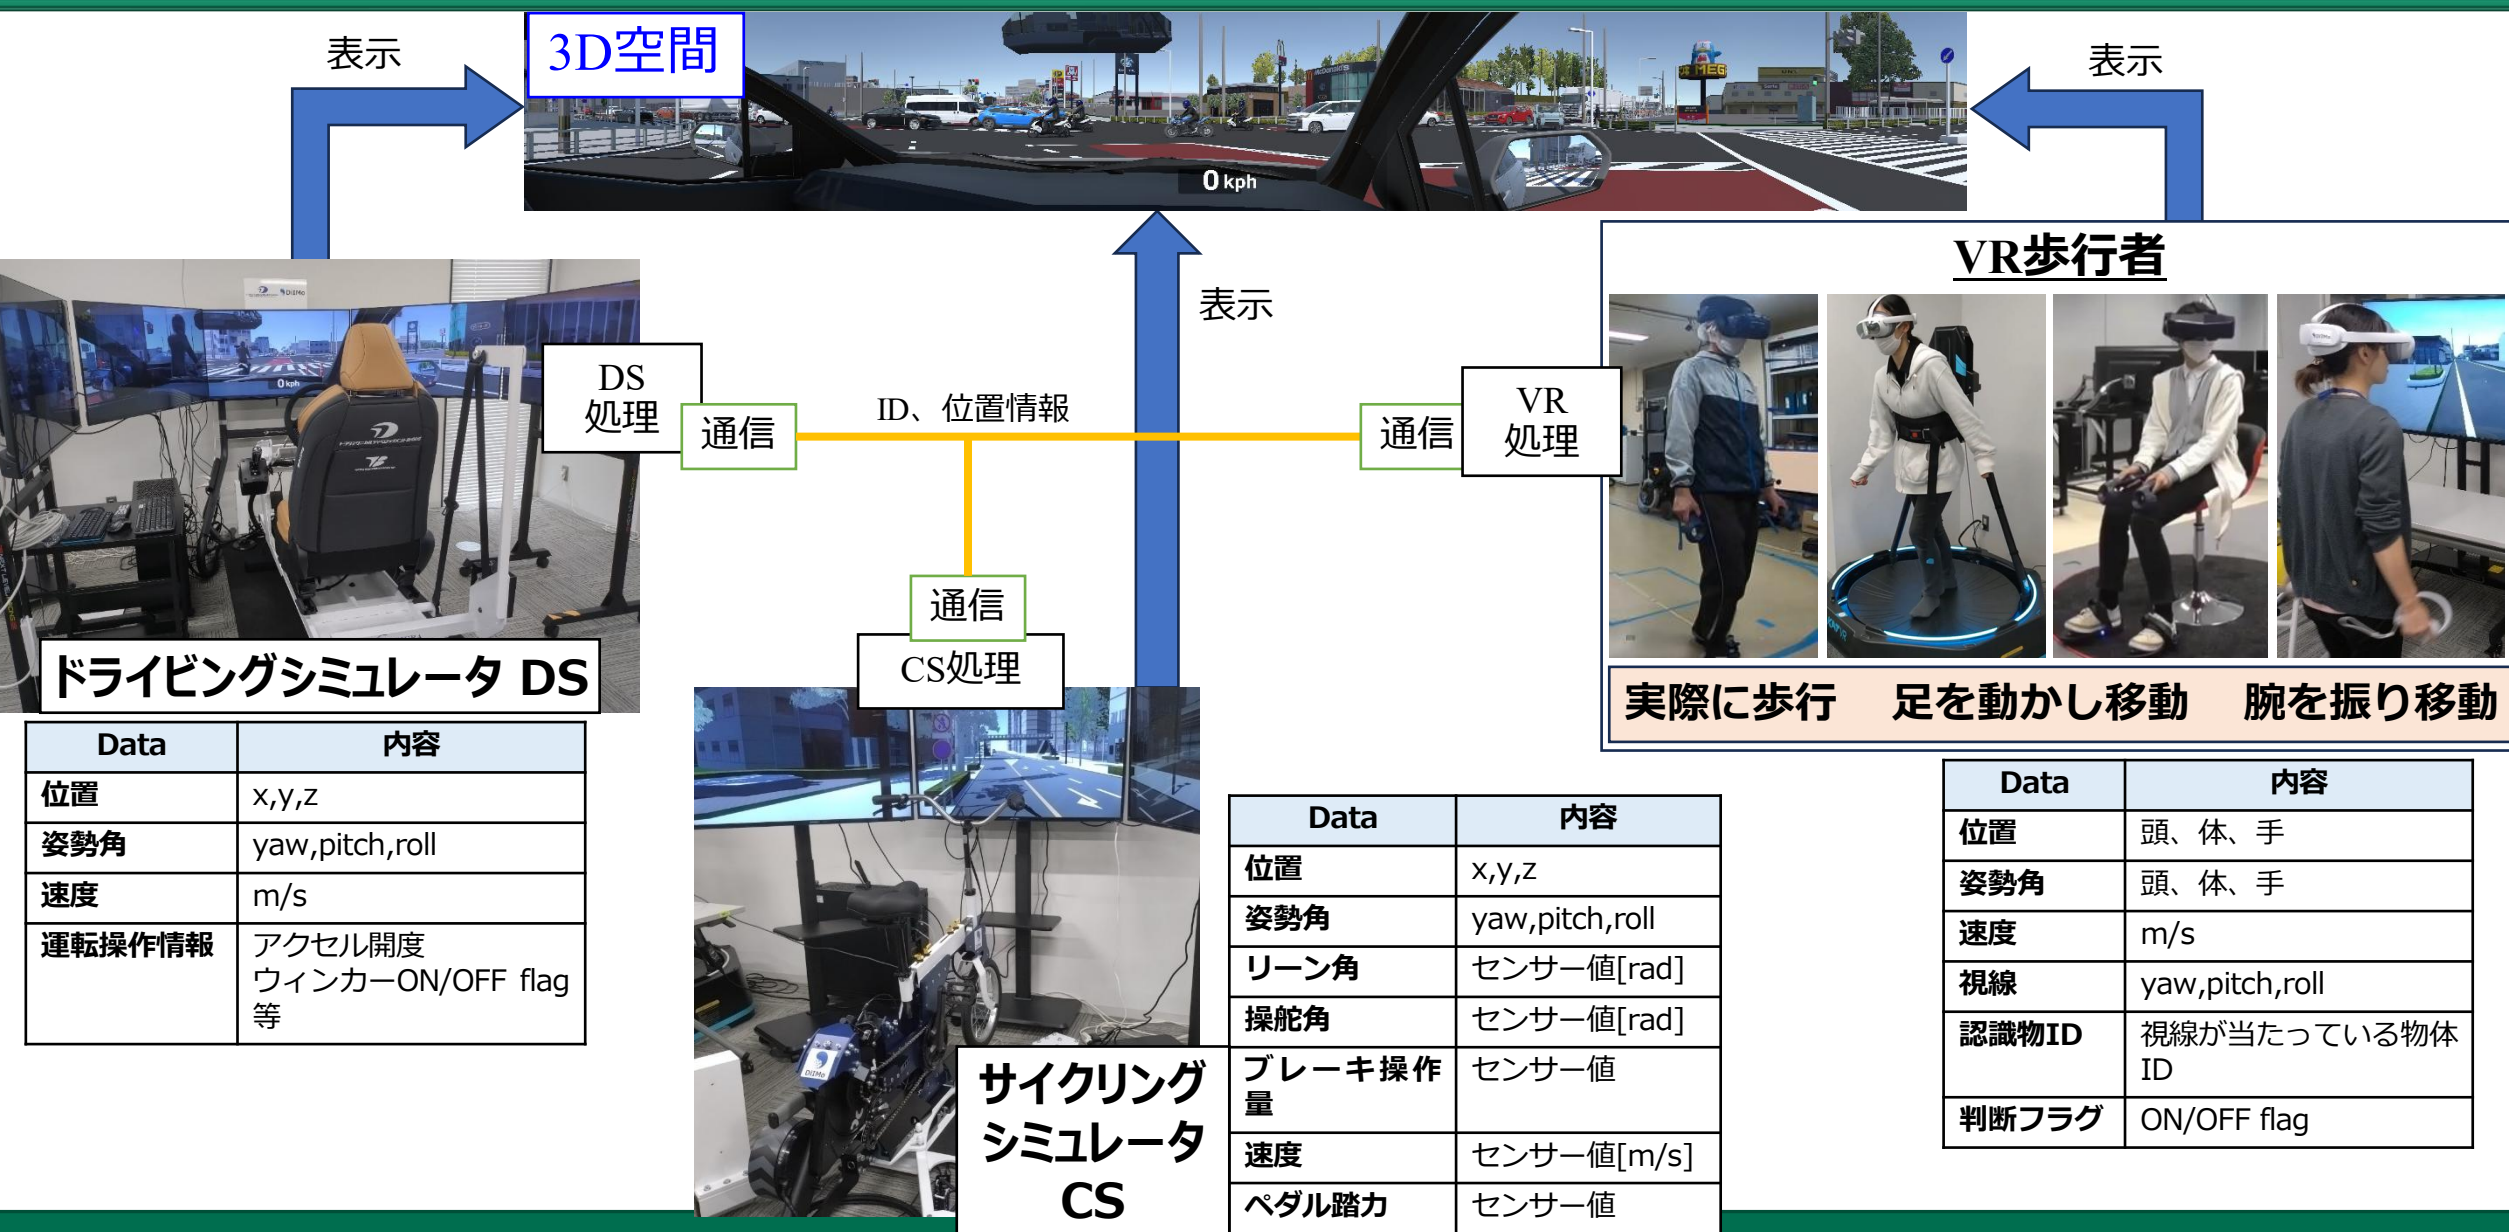 表示
3D空間
表示
McDonald's
MEG
0 kph
VR歩行者
表示
DiiMo
0 kph
DS
処理
通信
ID、位置情報
通信
VR
処理
通信
CS処理
ドライビングシミュレータ DS
実際に歩行 足を動かし移動 腕を振り移動
Data 内容
位置 x,y,z
姿勢角 yaw,pitch,roll
速度 m/s
運転操作情報 アクセル開度
ウィンカーON/OFF flag
等
DiiMo
サイクリング
シミュレータ
CS
Data 内容
位置 x,y,z
姿勢角 yaw,pitch,roll
リーン角 センサー値[rad]
操舵角 センサー値[rad]
ブレーキ操作 センサー値
量
速度 センサー値[m/s]
ペダル踏力 センサー値
Data 内容
位置 頭、体、手
姿勢角 頭、体、手
速度 m/s
視線 yaw,pitch,roll
認識物ID 視線が当たっている物体
ID
判断フラグ ON/OFF flag